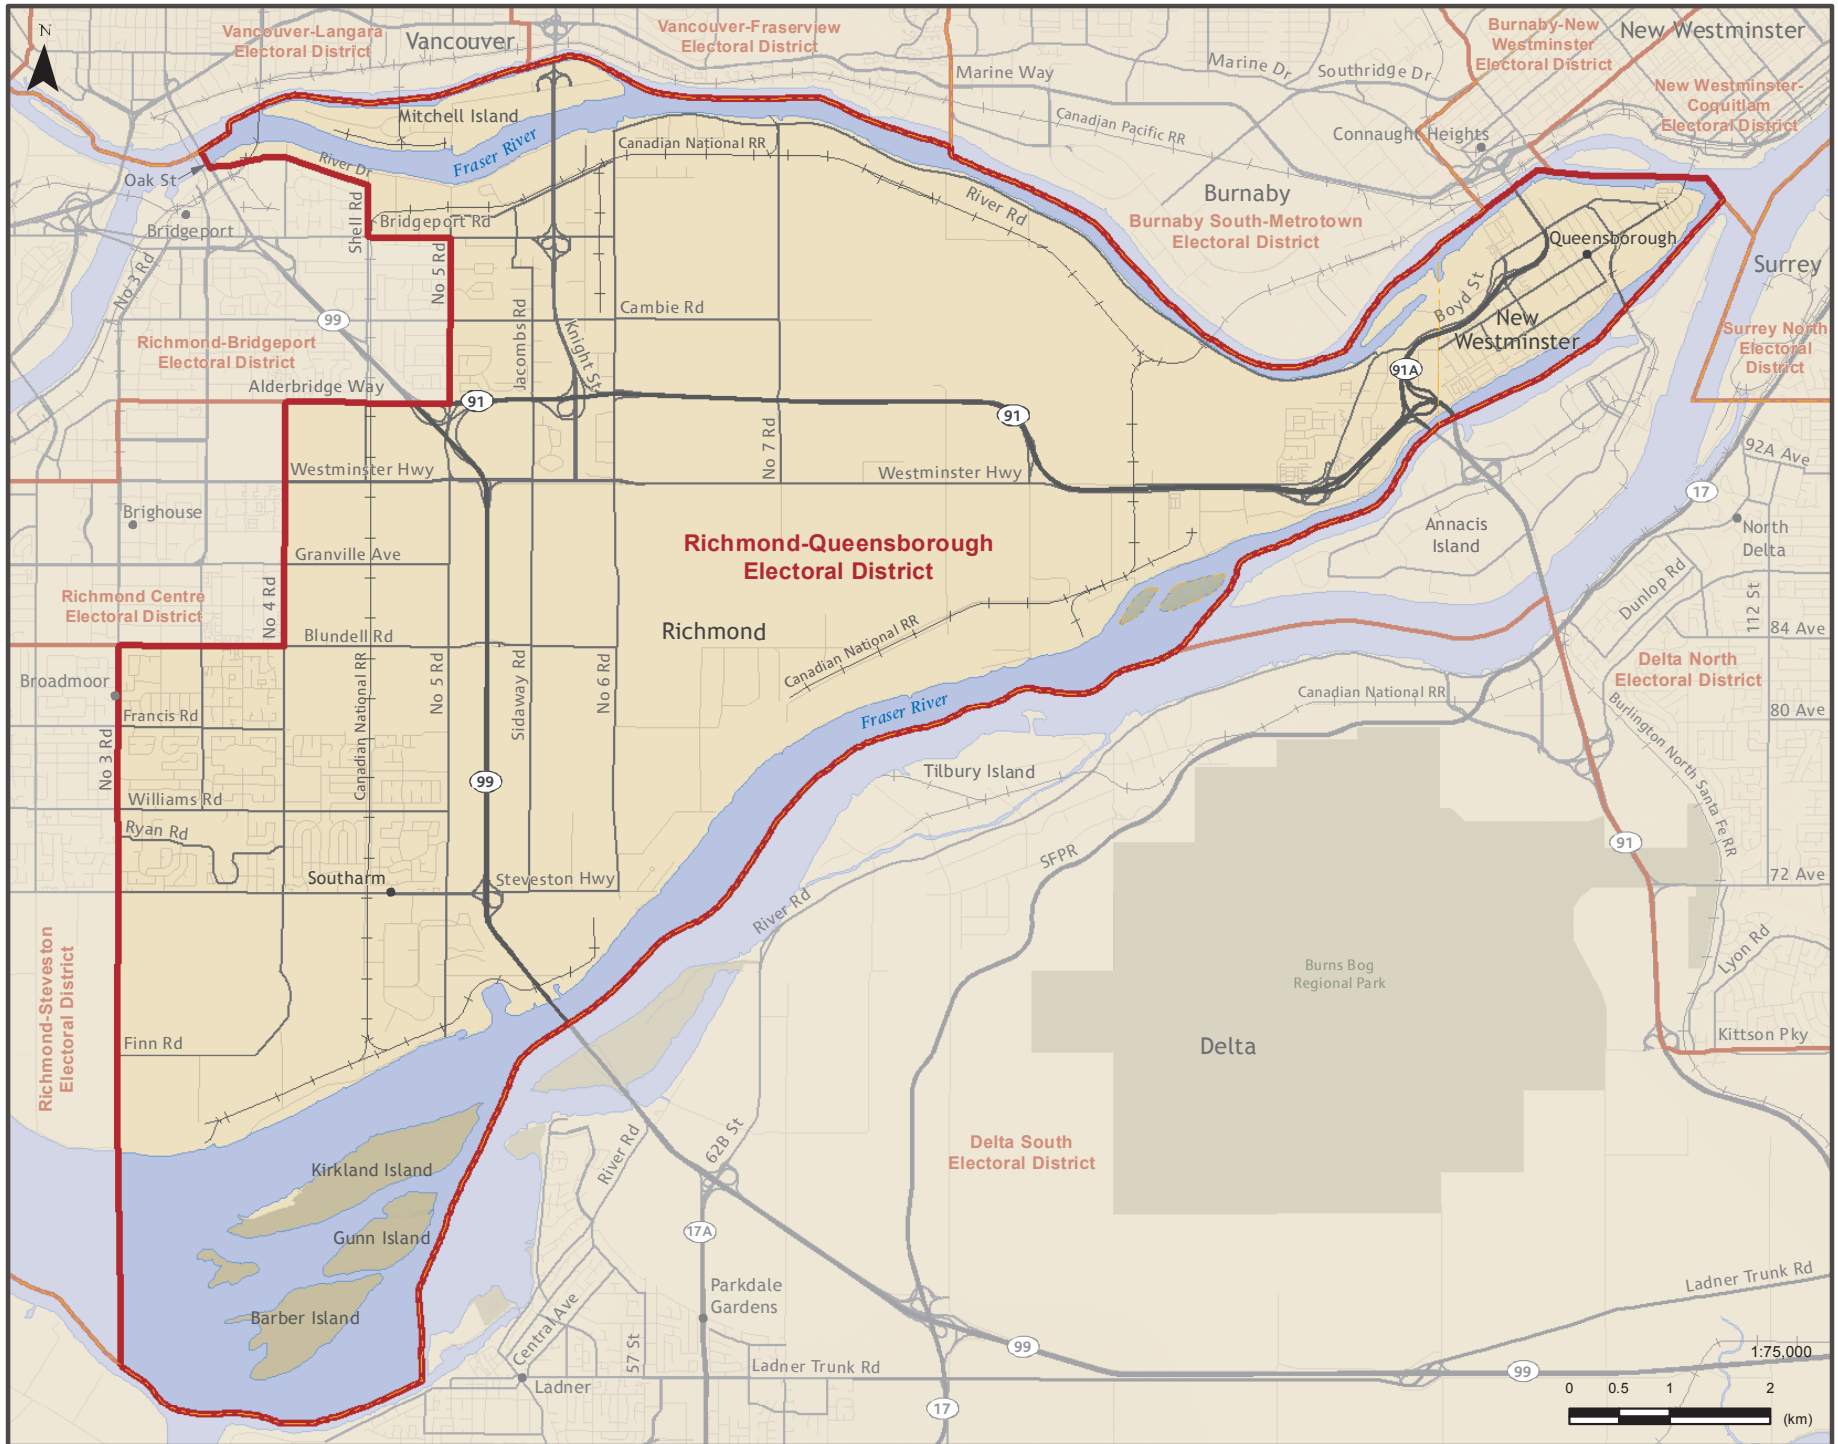 N
Vancouver-Langara
Electoral District
Vancouver
Vancouver-Fraserview
Electoral District
Burnaby-New
Westminster
Electoral District
New Westminster
Marine Way
Marine Dr
Southridge Dr
New Westminster-
Coquitlam
Electoral District
Mitchell Island
Canadian Pacific RR
Connaught Heights
Fraser River
Canadian National RR
River Dr
Oak St
Shell Rd
Bridgeport Rd
Bridgeport
River Rd
Burnaby
Burnaby South-Metrotown
Electoral District
Queensborough
Surrey
No 3 Rd
No 5 Rd
Jacombs Rd
Cambie Rd
Knight St
Boyd St
New
Westminster
99
Richmond-Bridgeport
Electoral District
Surrey North
Electoral
District
Alderbridge Way
91
91
91A
No 7 Rd
Westminster Hwy
Westminster Hwy
92A Ave
17
Brighouse
Annacis
Island
North
Delta
Granville Ave
Richmond-Queensborough
Electoral District
Richmond Centre
Electoral District
No 4 Rd
Dunlop Rd
112 St
Blundell Rd
Richmond
84 Ave
Canadian National RR
Canadian National RR
No 5 Rd
Sidaway Rd
No 6 Rd
Delta North
Electoral District
Broadmoor
Francis Rd
No 3 Rd
Fraser River
Canadian National RR
80 Ave
Burlington North Santa Fe RR
Tilbury Island
99
Williams Rd
Ryan Rd
91
SFPR
Southarm
Steveston Hwy
72 Ave
River Rd
Richmond-Steveston
Electoral District
Lyon Rd
Burns Bog
Regional Park
Finn Rd
Delta
Kittson Pky
Kirkland Island
River Rd
62B St
Delta South
Electoral District
Gunn Island
17A
Barber Island
Parkdale
Gardens
Ladner Trunk Rd
Central Ave
57 St
99
Ladner Trunk Rd
99
1:75,000
Ladner
17
0 0.5 1 2
(km)